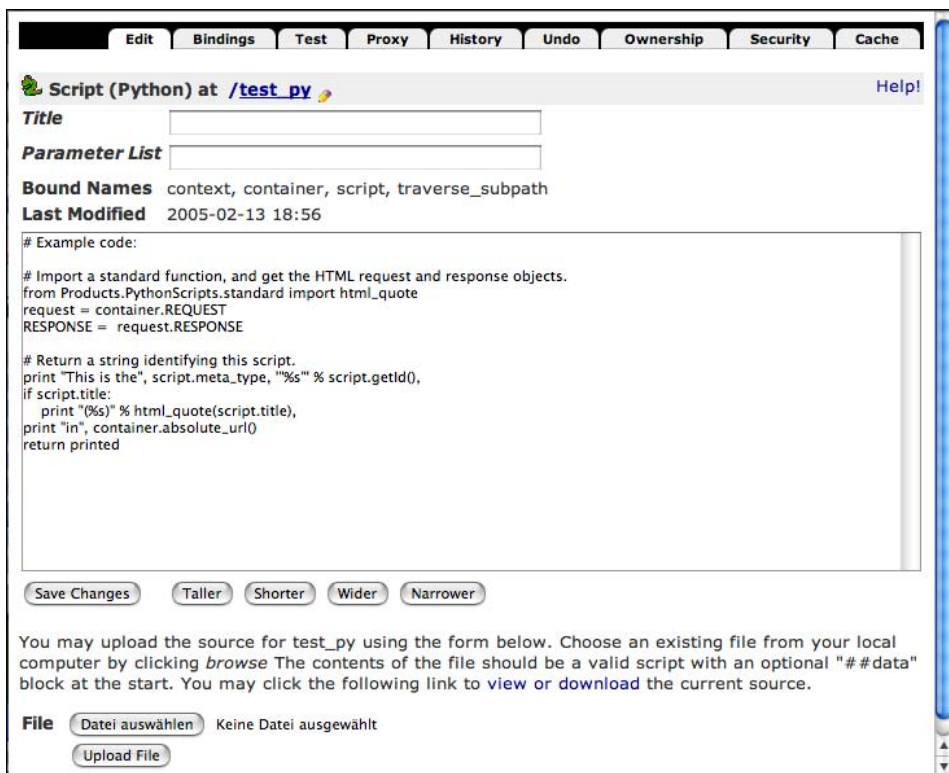 Edit Bindings Test Proxy History Undo Ownership Security Cache
Script (Python) at /test_py Help!
Title
Parameter List
Bound Names context, container, script, traverse_subpath
Last Modified 2005-02-13 18:56
# Example code:
# Import a standard function, and get the HTML request and response objects.
from Products.PythonScripts.standard import html_quote
request = container.REQUEST
RESPONSE =  request.RESPONSE
# Return a string identifying this script.
print "This is the", script.meta_type, '"%s"' % script.getId(),
if script.title:
    print "(%s)" % html_quote(script.title),
print "in", container.absolute_url()
return printed
Save Changes Taller Shorter Wider Narrower
You may upload the source for test_py using the form below. Choose an existing file from your local
computer by clicking browse The contents of the file should be a valid script with an optional "##data"
block at the start. You may click the following link to view or download the current source.
File Datei auswählen Keine Datei ausgewählt
Upload File